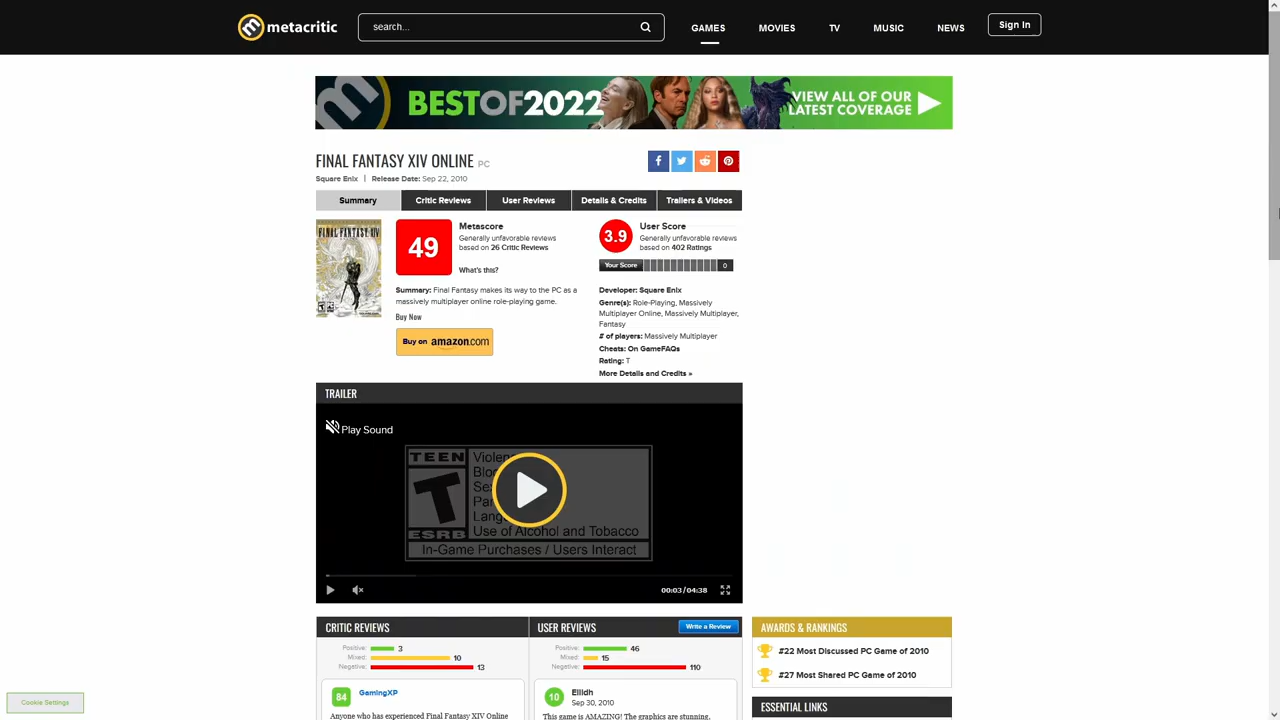 metacritic
search...
GAMES
MOVIES
TV
MUSIC
NEWS
Sign In
BESTOF2022
VIEW ALL OF OUR
LATEST COVERAGE
FINAL FANTASY XIV ONLINE PC
Square Enix | Release Date: Sep 22, 2010
Summary
Critic Reviews
User Reviews
Details & Credits
Trailers & Videos
FINAL FANTASY XIV
49
Metascore
Generally unfavorable reviews
based on 26 Critic Reviews
What's this?
Summary: Final Fantasy makes its way to the PC as a
massively multiplayer online role-playing game.
Buy Now
Buy on amazon.com
3.9
User Score
Generally unfavorable reviews
based on 402 Ratings
Your Score
0
Developer: Square Enix
Genre(s): Role-Playing, Massively
Multiplayer Online, Massively Multiplayer,
Fantasy
# of players: Massively Multiplayer
Cheats: On GameFAQs
Rating: T
More Details and Credits »
TRAILER
Play Sound
TEEN
T
ESRB
Use of Alcohol and Tobacco
In-Game Purchases / Users Interact
00:03 / 04:38
CRITIC REVIEWS
Positive: 3
Mixed: 10
Negative: 13
84
GamingXP
Anyone who has experienced Final Fantasy XIV Online
USER REVIEWS
Write a Review
Positive: 46
Mixed: 15
Negative: 110
10
Sep 30, 2010
This game is AMAZING! The graphics are stunning,
AWARDS & RANKINGS
#22 Most Discussed PC Game of 2010
#27 Most Shared PC Game of 2010
ESSENTIAL LINKS
Cookie Settings